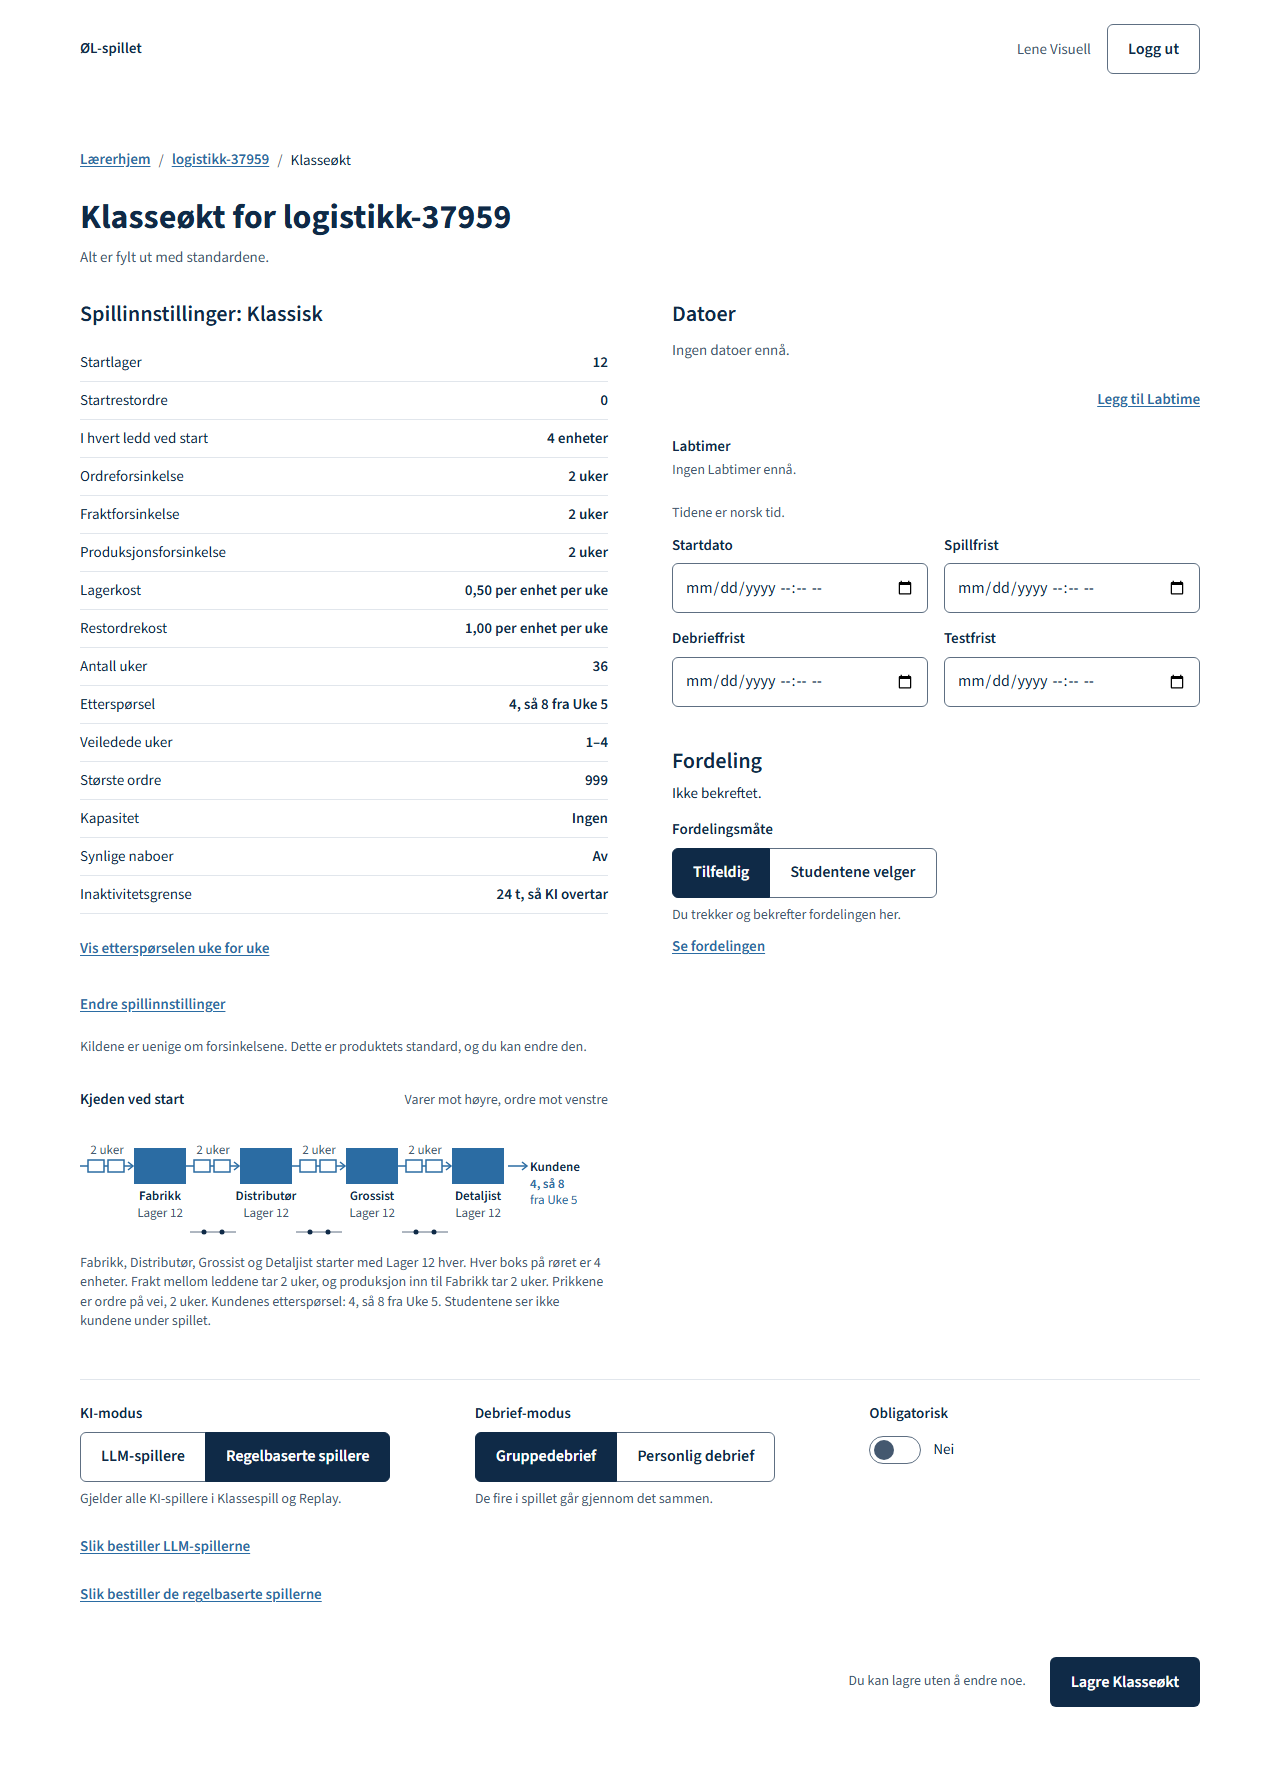 ØL-spillet
Lene Visuell
Logg ut
Lærerhjem / logistikk-37959 / Klasseøkt
Klasseøkt for logistikk-37959
Alt er fylt ut med standardene.
Spillinnstillinger: Klassisk
Startlager 12
Startrestordre 0
I hvert ledd ved start 4 enheter
Ordreforsinkelse 2 uker
Fraktforsinkelse 2 uker
Produksjonsforsinkelse 2 uker
Lagerkost 0,50 per enhet per uke
Restordrekost 1,00 per enhet per uke
Antall uker 36
Etterspørsel 4, så 8 fra Uke 5
Veiledede uker 1–4
Største ordre 999
Kapasitet Ingen
Synlige naboer Av
Inaktivitetsgrense 24 t, så KI overtar
Vis etterspørselen uke for uke
Endre spillinnstillinger
Kildene er uenige om forsinkelsene. Dette er produktets standard, og du kan endre den.
Kjeden ved start
Varer mot høyre, ordre mot venstre
2 uker 2 uker 2 uker 2 uker
Kundene
4, så 8
fra Uke 5
Fabrikk Distributør Grossist Detaljist
Lager 12 Lager 12 Lager 12 Lager 12
Fabrikk, Distributør, Grossist og Detaljist starter med Lager 12 hver. Hver boks på røret er 4
enheter. Frakt mellom leddene tar 2 uker, og produksjon inn til Fabrikk tar 2 uker. Prikkene
er ordre på vei, 2 uker. Kundenes etterspørsel: 4, så 8 fra Uke 5. Studentene ser ikke
kundene under spillet.
Datoer
Ingen datoer ennå.
Legg til Labtime
Labtimer
Ingen Labtimer ennå.
Tidene er norsk tid.
Startdato Spillfrist
mm/dd/yyyy --:-- -- mm/dd/yyyy --:-- --
Debrieffrist Testfrist
mm/dd/yyyy --:-- -- mm/dd/yyyy --:-- --
Fordeling
Ikke bekreftet.
Fordelingsmåte
Tilfeldig Studentene velger
Du trekker og bekrefter fordelingen her.
Se fordelingen
KI-modus
LLM-spillere Regelbaserte spillere
Gjelder alle KI-spillere i Klassespill og Replay.
Slik bestiller LLM-spillerne
Slik bestiller de regelbaserte spillerne
Debrief-modus
Gruppedebrief Personlig debrief
De fire i spillet går gjennom det sammen.
Obligatorisk
Nei
Du kan lagre uten å endre noe.
Lagre Klasseøkt